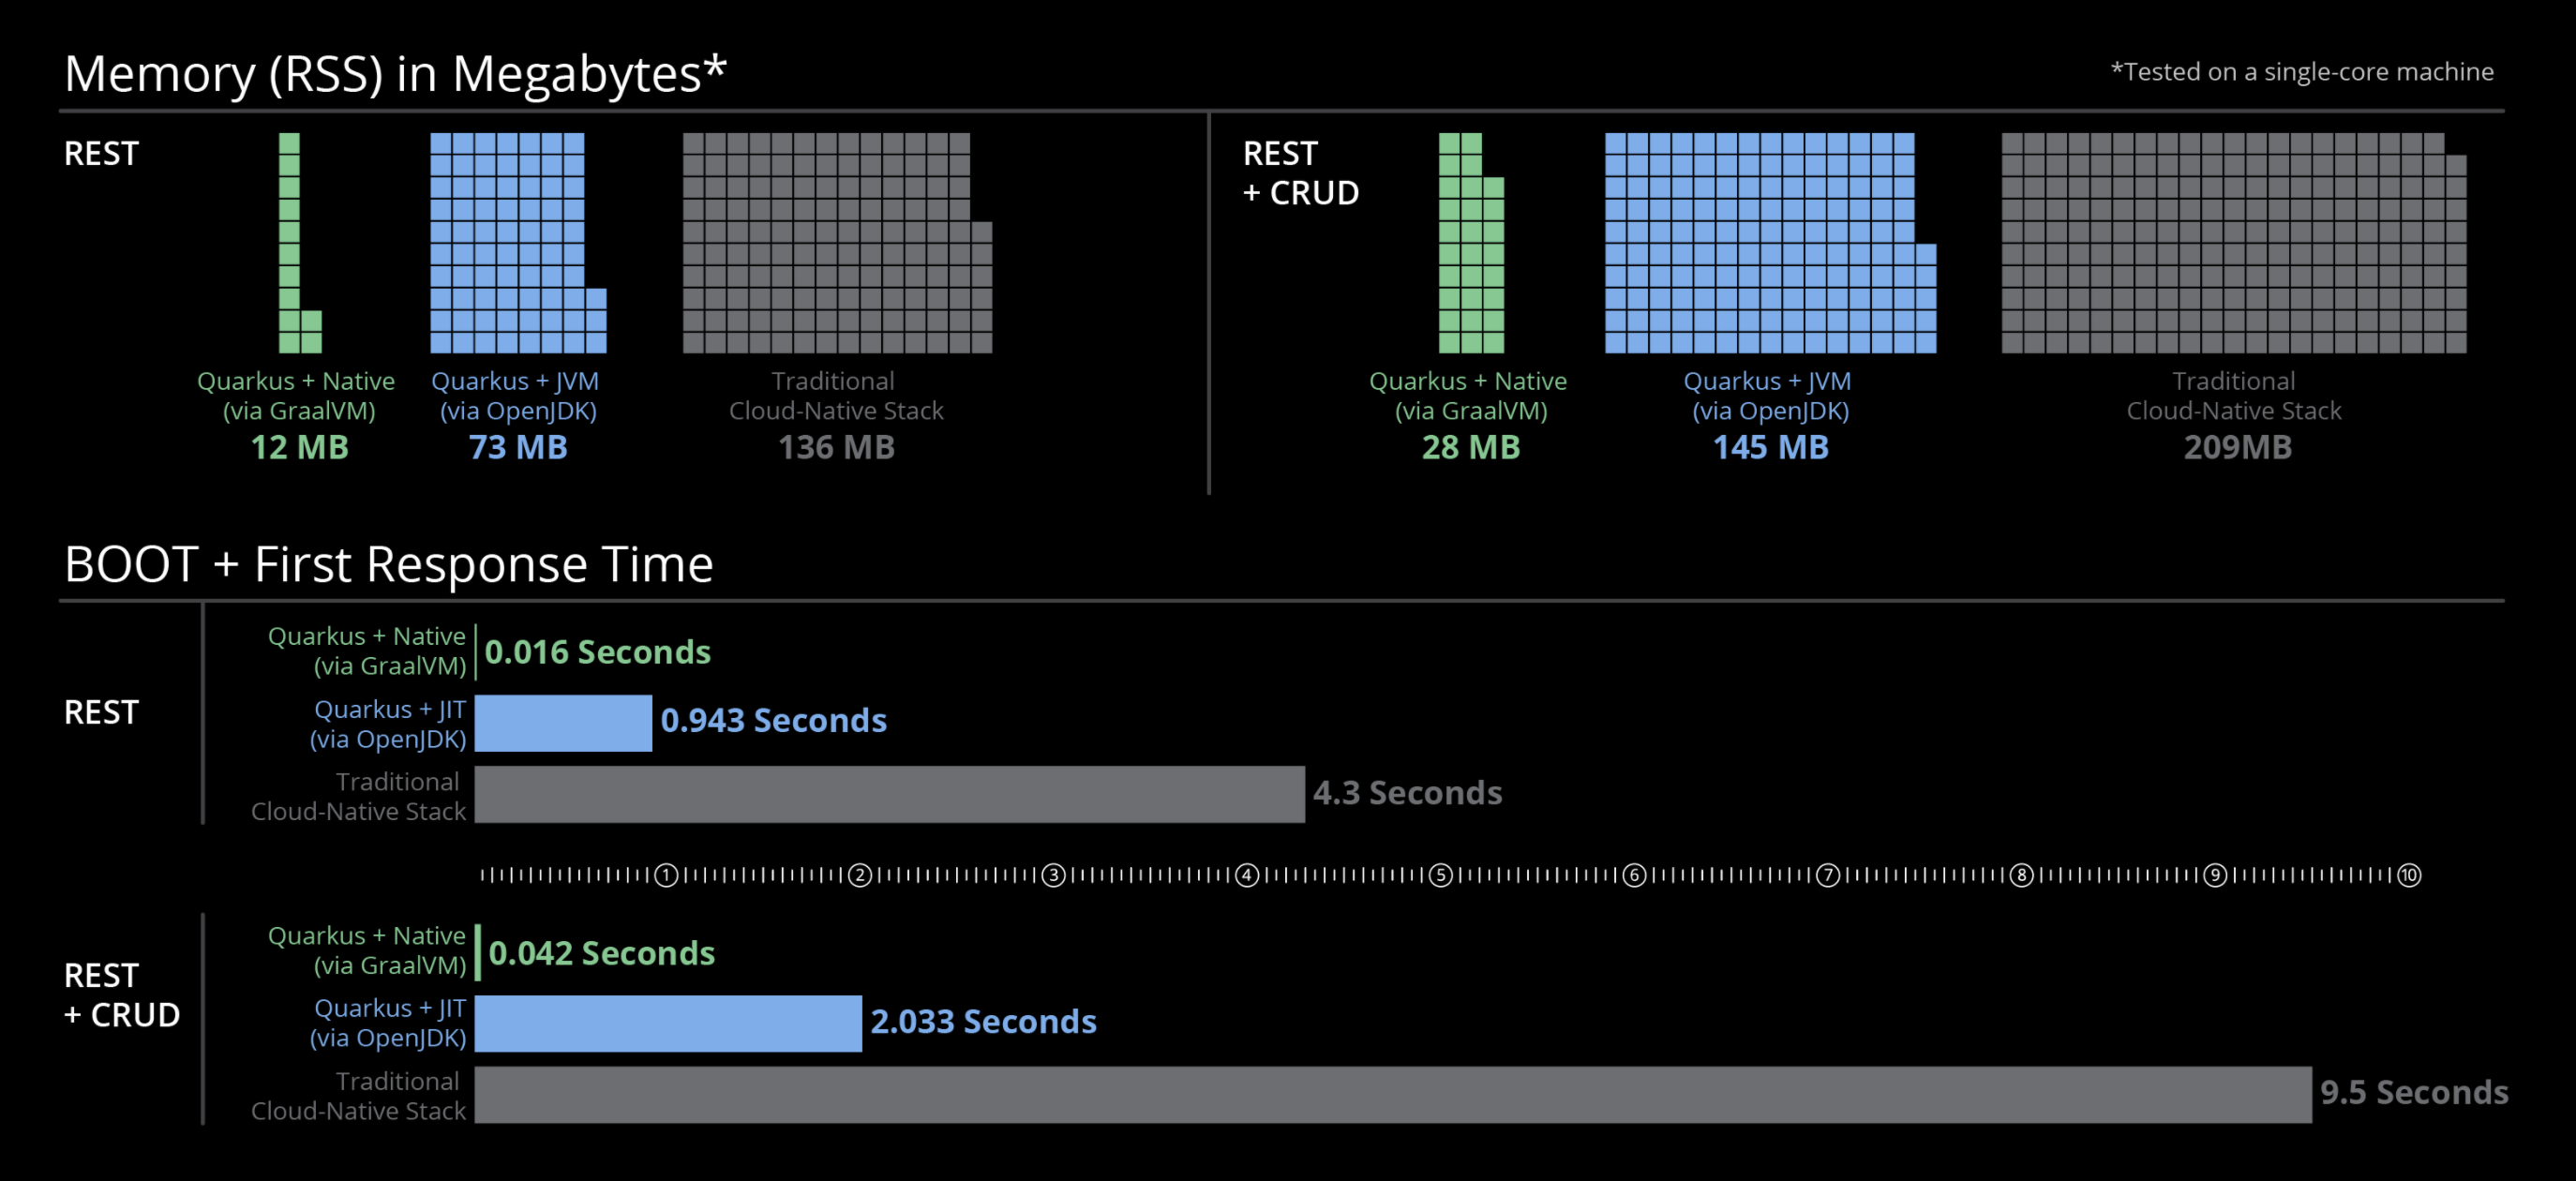 Memory (RSS) in Megabytes*
*Tested on a single-core machine
REST
Quarkus + Native
(via GraalVM)
12 MB
Quarkus + JVM
(via OpenJDK)
73 MB
Traditional
Cloud-Native Stack
136 MB
REST
+ CRUD
Quarkus + Native
(via GraalVM)
28 MB
Quarkus + JVM
(via OpenJDK)
145 MB
Traditional
Cloud-Native Stack
209MB
BOOT + First Response Time
REST
Quarkus + Native
(via GraalVM)
0.016 Seconds
Quarkus + JIT
(via OpenJDK)
0.943 Seconds
Traditional
Cloud-Native Stack
4.3 Seconds
1 2 3 4 5 6 7 8 9 10
REST
+ CRUD
Quarkus + Native
(via GraalVM)
0.042 Seconds
Quarkus + JIT
(via OpenJDK)
2.033 Seconds
Traditional
Cloud-Native Stack
9.5 Seconds